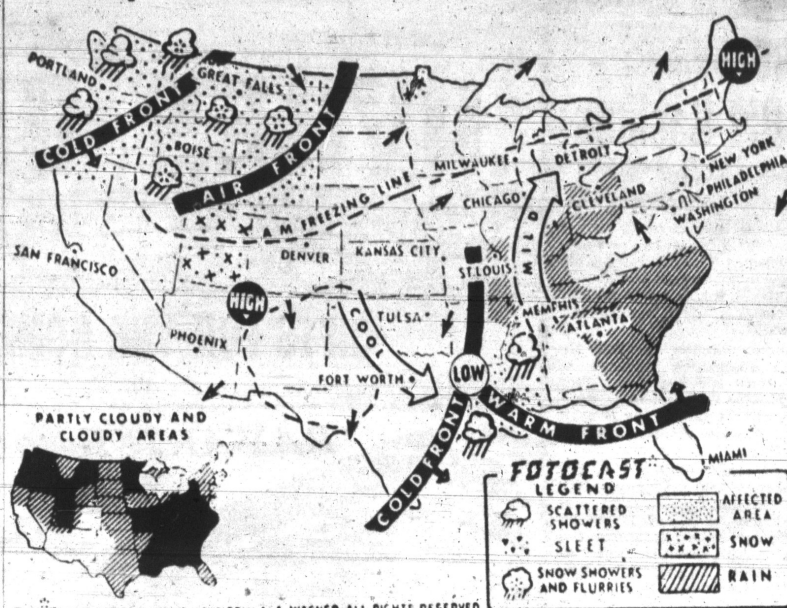 HIGH
PORTLAND
GREAT FALLS
COLD FRONT
BOISE
AIR FRONT
MILWAUKEE
DETROIT
NEW YORK
PHILADELPHIA
WASHINGTON
CHICAGO
CLEVELAND
A M FREEZING LINE
DENVER
KANSAS CITY
ST. LOUIS
MILD
SAN FRANCISCO
HIGH
PHOENIX
COOL
TULSA
MEMPHIS
ATLANTA
FORT WORTH
LOW
WARM FRONT
COLD FRONT
MIAMI
PARTLY CLOUDY AND
CLOUDY AREAS
FOTOCAST
LEGEND
SCATTERED
SHOWERS
AFFECTED
AREA
SLEET
SNOW
SNOW SHOWERS
AND FLURRIES
RAIN
ALL RIGHTS RESERVED